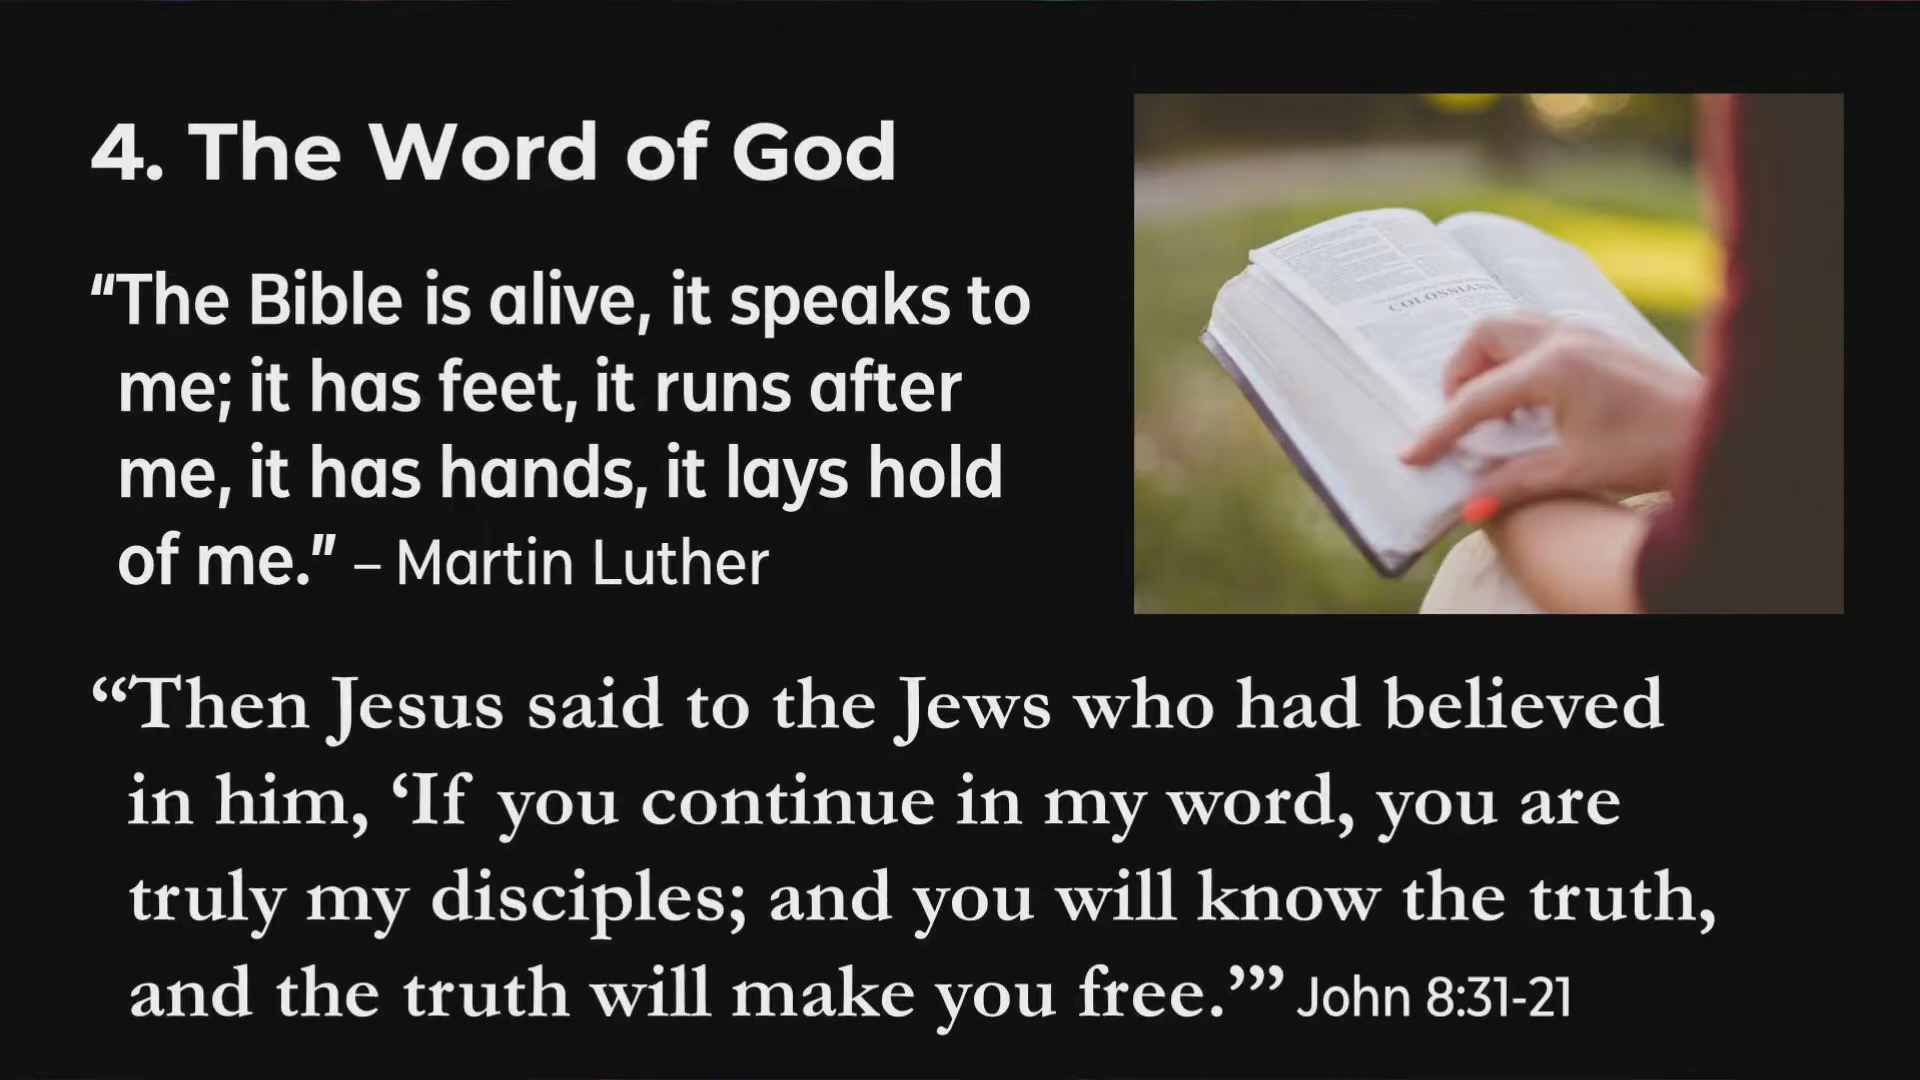 4. The Word of God
“The Bible is alive, it speaks to
me; it has feet, it runs after
me, it has hands, it lays hold
of me.” – Martin Luther
COLOSSIANS
“Then Jesus said to the Jews who had believed
in him, ‘If you continue in my word, you are
truly my disciples; and you will know the truth,
and the truth will make you free.’” John 8:31-21